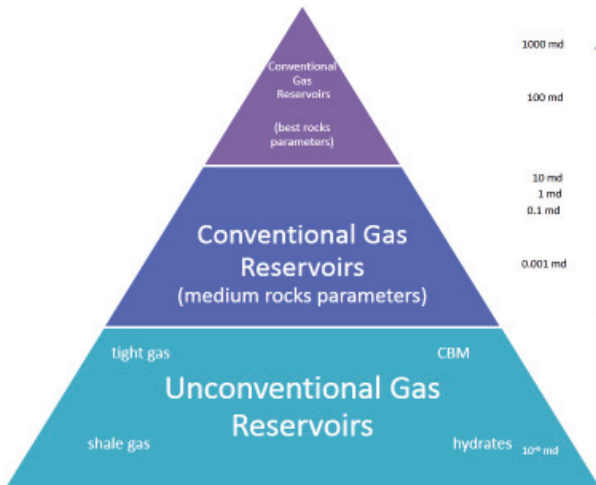 Conventional
Gas
Reservoirs
(best rocks
parameters)
1000 md
100 md
Conventional Gas
Reservoirs
(medium rocks parameters)
10 md
1 md
0.1 md
0.001 md
tight gas
CBM
Unconventional Gas
Reservoirs
shale gas
hydrates
md